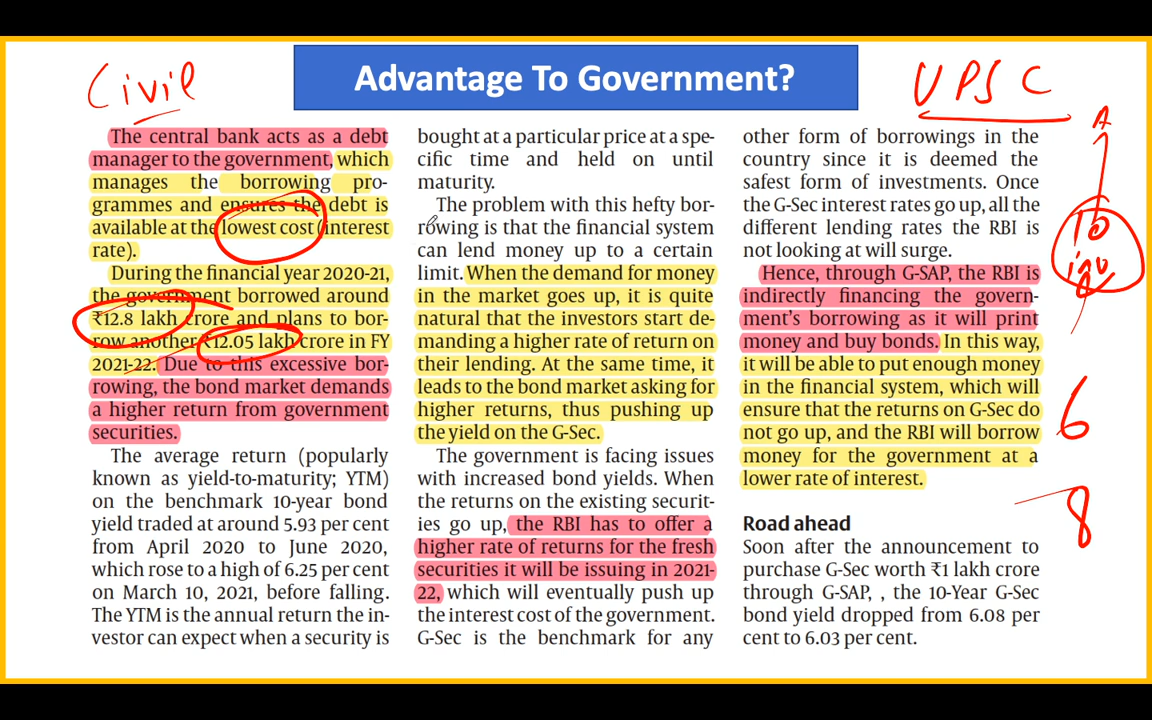 Civil
Advantage To Government?
UPSC
The central bank acts as a debt
manager to the government, which
manages the borrowing pro-
grammes and ensures the debt is
available at the lowest cost (interest
rate).
During the financial year 2020-21,
the government borrowed around
₹12.8 lakh crore and plans to bor-
row another ₹12.05 lakh crore in FY
2021-22. Due to this excessive bor-
rowing, the bond market demands
a higher return from government
securities.
The average return (popularly
known as yield-to-maturity; YTM)
on the benchmark 10-year bond
yield traded at around 5.93 per cent
from April 2020 to June 2020,
which rose to a high of 6.25 per cent
on March 10, 2021, before falling.
The YTM is the annual return the in-
vestor can expect when a security is
bought at a particular price at a spe-
cific time and held on until
maturity.
The problem with this hefty bor-
rowing is that the financial system
can lend money up to a certain
limit. When the demand for money
in the market goes up, it is quite
natural that the investors start de-
manding a higher rate of return on
their lending. At the same time, it
leads to the bond market asking for
higher returns, thus pushing up
the yield on the G-Sec.
The government is facing issues
with increased bond yields. When
the returns on the existing securit-
ies go up, the RBI has to offer a
higher rate of returns for the fresh
securities it will be issuing in 2021-
22, which will eventually push up
the interest cost of the government.
G-Sec is the benchmark for any
other form of borrowings in the
country since it is deemed the
safest form of investments. Once
the G-Sec interest rates go up, all the
different lending rates the RBI is
not looking at will surge.
Hence, through G-SAP, the RBI is
indirectly financing the govern-
ment's borrowing as it will print
money and buy bonds. In this way,
it will be able to put enough money
in the financial system, which will
ensure that the returns on G-Sec do
not go up, and the RBI will borrow
money for the government at a
lower rate of interest.
Road ahead
Soon after the announcement to
purchase G-Sec worth ₹1 lakh crore
through G-SAP, , the 10-Year G-Sec
bond yield dropped from 6.08 per
cent to 6.03 per cent.
6
8